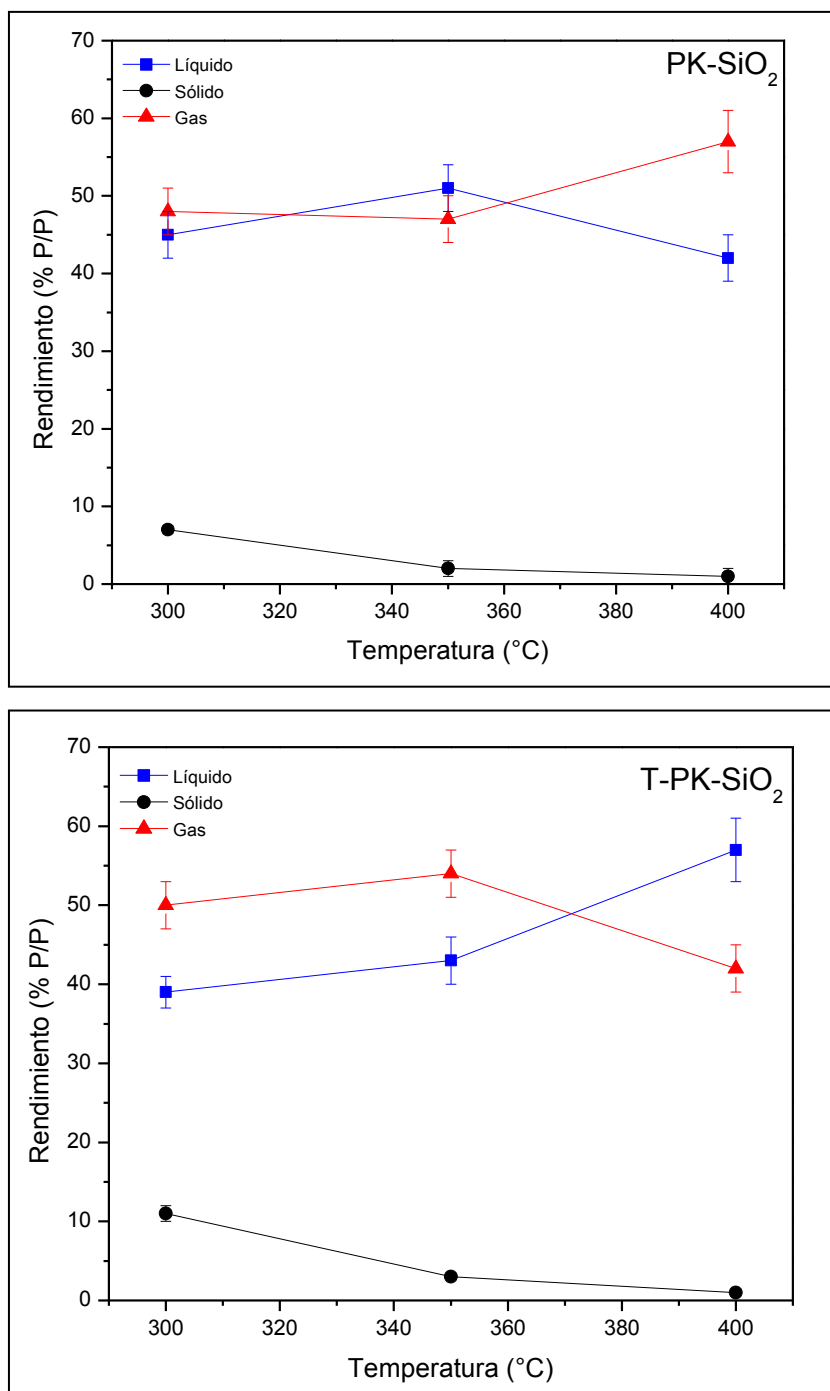 PK-SiO2
Líquido
Sólido
Gas
70
60
50
40
30
20
10
0
Rendimiento (% P/P)
300 320 340 360 380 400
Temperatura (°C)
T-PK-SiO2
Líquido
Sólido
Gas
70
60
50
40
30
20
10
0
Rendimiento (% P/P)
300 320 340 360 380 400
Temperatura (°C)